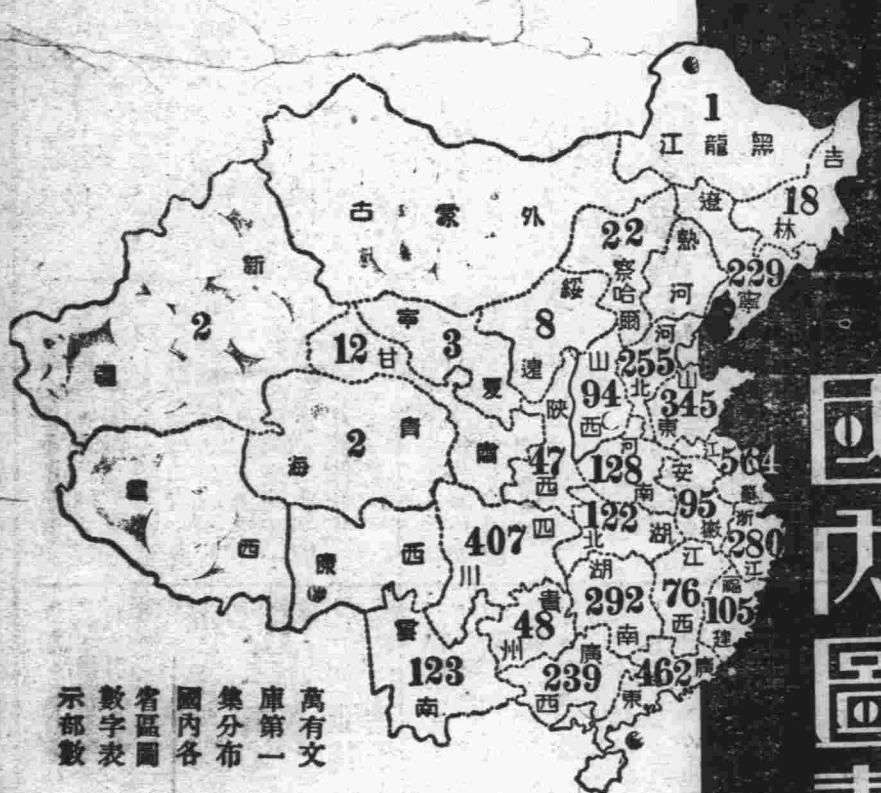 國內圖書
1
黑龍江
吉林
18
遼寧
229
外蒙古
22
察哈爾
熱河
綏遠
8
新疆
2
寧夏
3
甘肅
12
河北
255
山西
94
山東
345
陝西
47
青海
2
河南
128
江蘇
564
安徽
95
湖北
122
浙江
280
西藏
西康
四川
407
湖南
292
江西
76
福建
105
貴州
48
雲南
123
廣西
239
廣東
462
萬有文
庫第一
集分布
國內各
省區圖
數字表
示部數